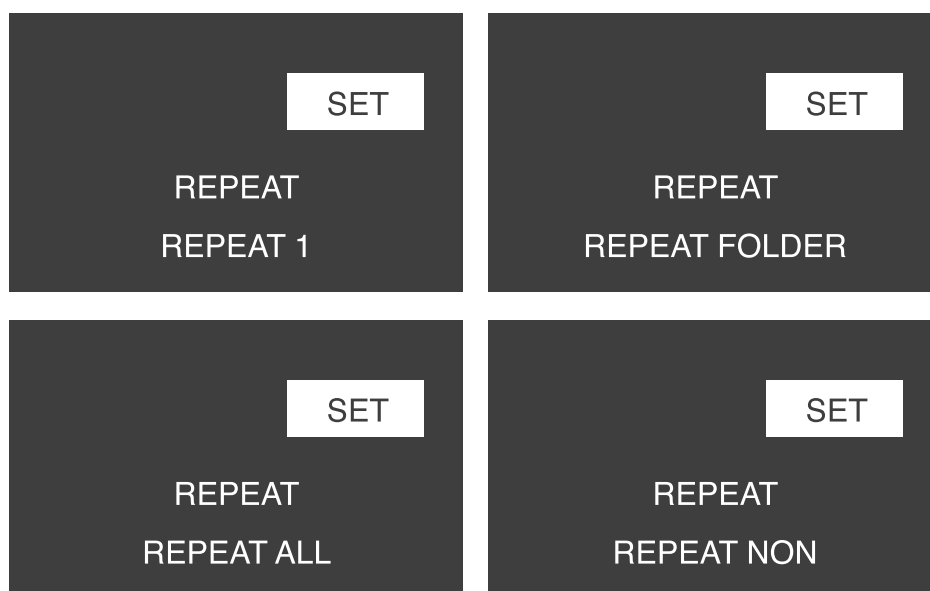 SET
REPEAT
REPEAT 1
SET
REPEAT
REPEAT FOLDER
SET
REPEAT
REPEAT ALL
SET
REPEAT
REPEAT NON